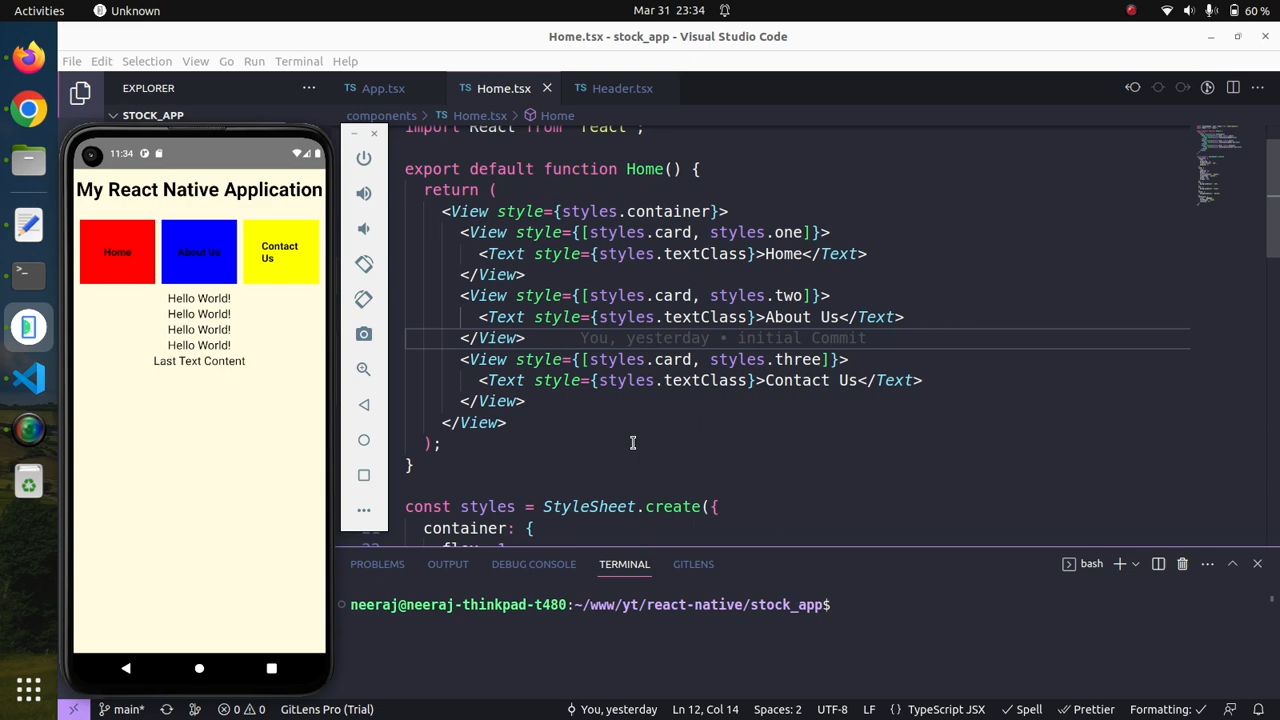 Activities
Unknown
Mar 31 23:34
60 %
Home.tsx - stock_app - Visual Studio Code
File Edit Selection View Go Run Terminal Help
EXPLORER
STOCK_APP
TS App.tsx
TS Home.tsx
TS Header.tsx
components > TS Home.tsx > Home
import React from 'react';
export default function Home() {
return (
<View style={styles.container}>
<View style={[styles.card, styles.one]}>
<Text style={styles.textClass}>Home</Text>
</View>
<View style={[styles.card, styles.two]}>
<Text style={styles.textClass}>About Us</Text>
</View> You, yesterday • initial Commit
<View style={[styles.card, styles.three]}>
<Text style={styles.textClass}>Contact Us</Text>
</View>
</View>
);
}
const styles = StyleSheet.create({
container: {
11:34
My React Native Application
Home
About Us
Contact
Us
Hello World!
Hello World!
Hello World!
Hello World!
Last Text Content
PROBLEMS OUTPUT DEBUG CONSOLE TERMINAL GITLENS
bash
neeraj@neeraj-thinkpad-t480:~/www/yt/react-native/stock_app$
main*
0 0
GitLens Pro (Trial)
You, yesterday
Ln 12, Col 14
Spaces: 2
UTF-8
LF
{ } TypeScript JSX
Spell
Prettier
Formatting: